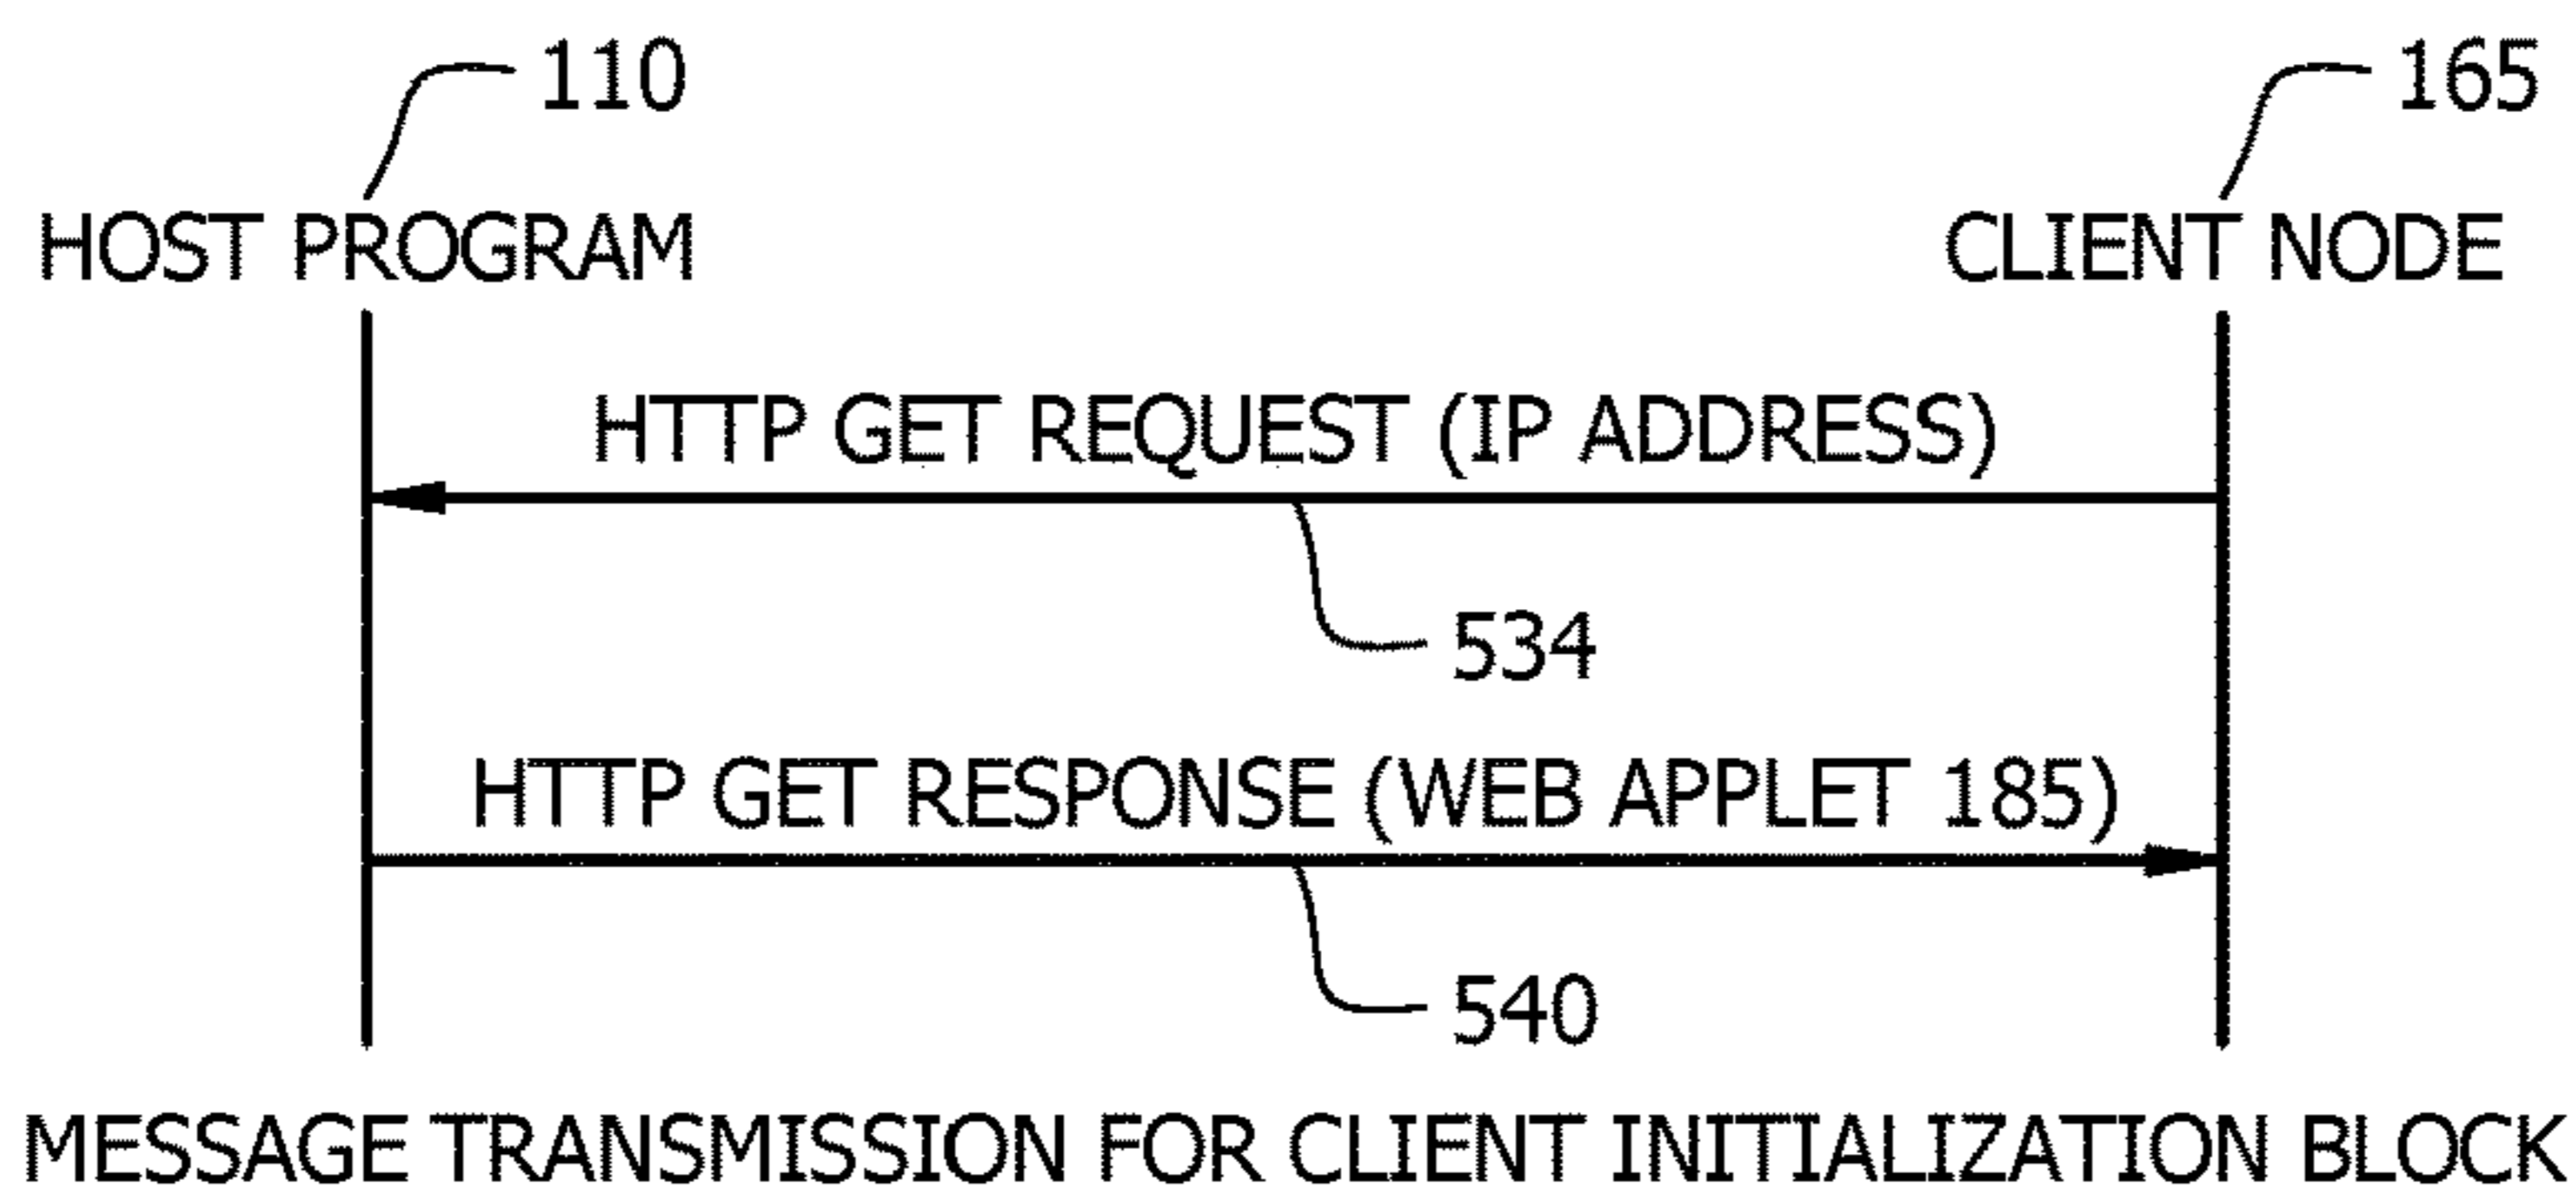 110
165
HOST PROGRAM
CLIENT NODE
HTTP GET REQUEST (IP ADDRESS)
534
HTTP GET RESPONSE (WEB APPLET 185)
540
MESSAGE TRANSMISSION FOR CLIENT INITIALIZATION BLOCK